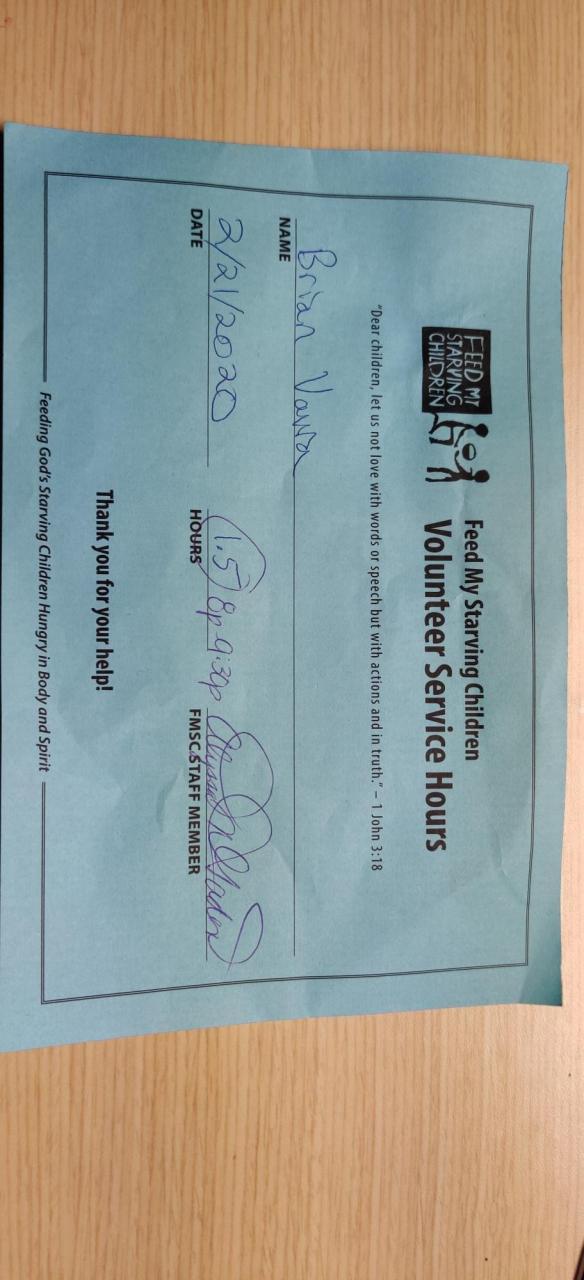 FEED MY
STARVING
CHILDREN
Feed My Starving Children
Volunteer Service Hours
"Dear children, let us not love with words or speech but with actions and in truth." – 1 John 3:18
Brian
NAME
2/21/2020 1.5 8p-9:30p Alyssa
DATE HOURS FMSC STAFF MEMBER
Thank you for your help!
Feeding God's Starving Children Hungry in Body and Spirit